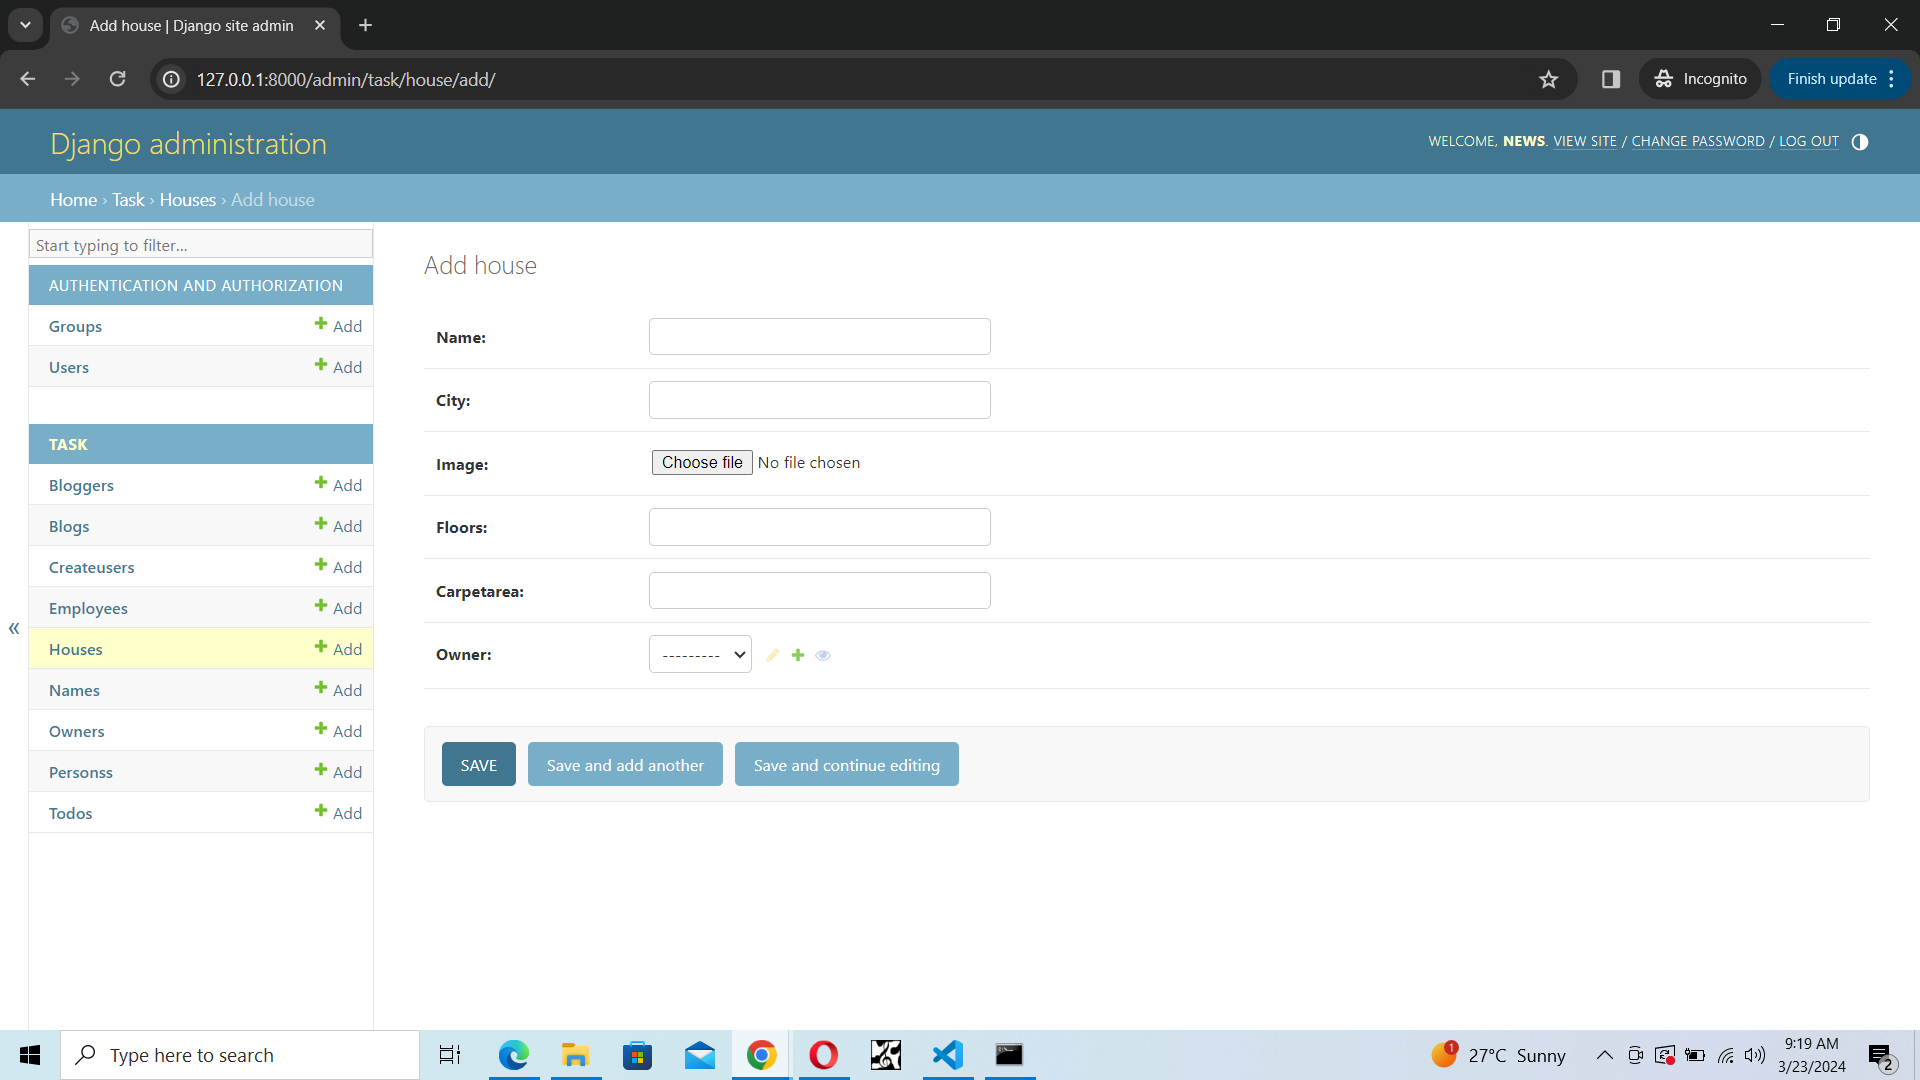 Add house | Django site admin
127.0.0.1:8000/admin/task/house/add/
Incognito
Finish update
Django administration
WELCOME, NEWS. VIEW SITE / CHANGE PASSWORD / LOG OUT
Home › Task › Houses › Add house
Start typing to filter...
AUTHENTICATION AND AUTHORIZATION
Groups Add
Users Add
TASK
Bloggers Add
Blogs Add
Createusers Add
Employees Add
«
Houses Add
Names Add
Owners Add
Personss Add
Todos Add
Add house
Name:
City:
Image: Choose file No file chosen
Floors:
Carpetarea:
Owner: ---------
SAVE Save and add another Save and continue editing
Type here to search
1
27°C Sunny
9:19 AM
3/23/2024
2